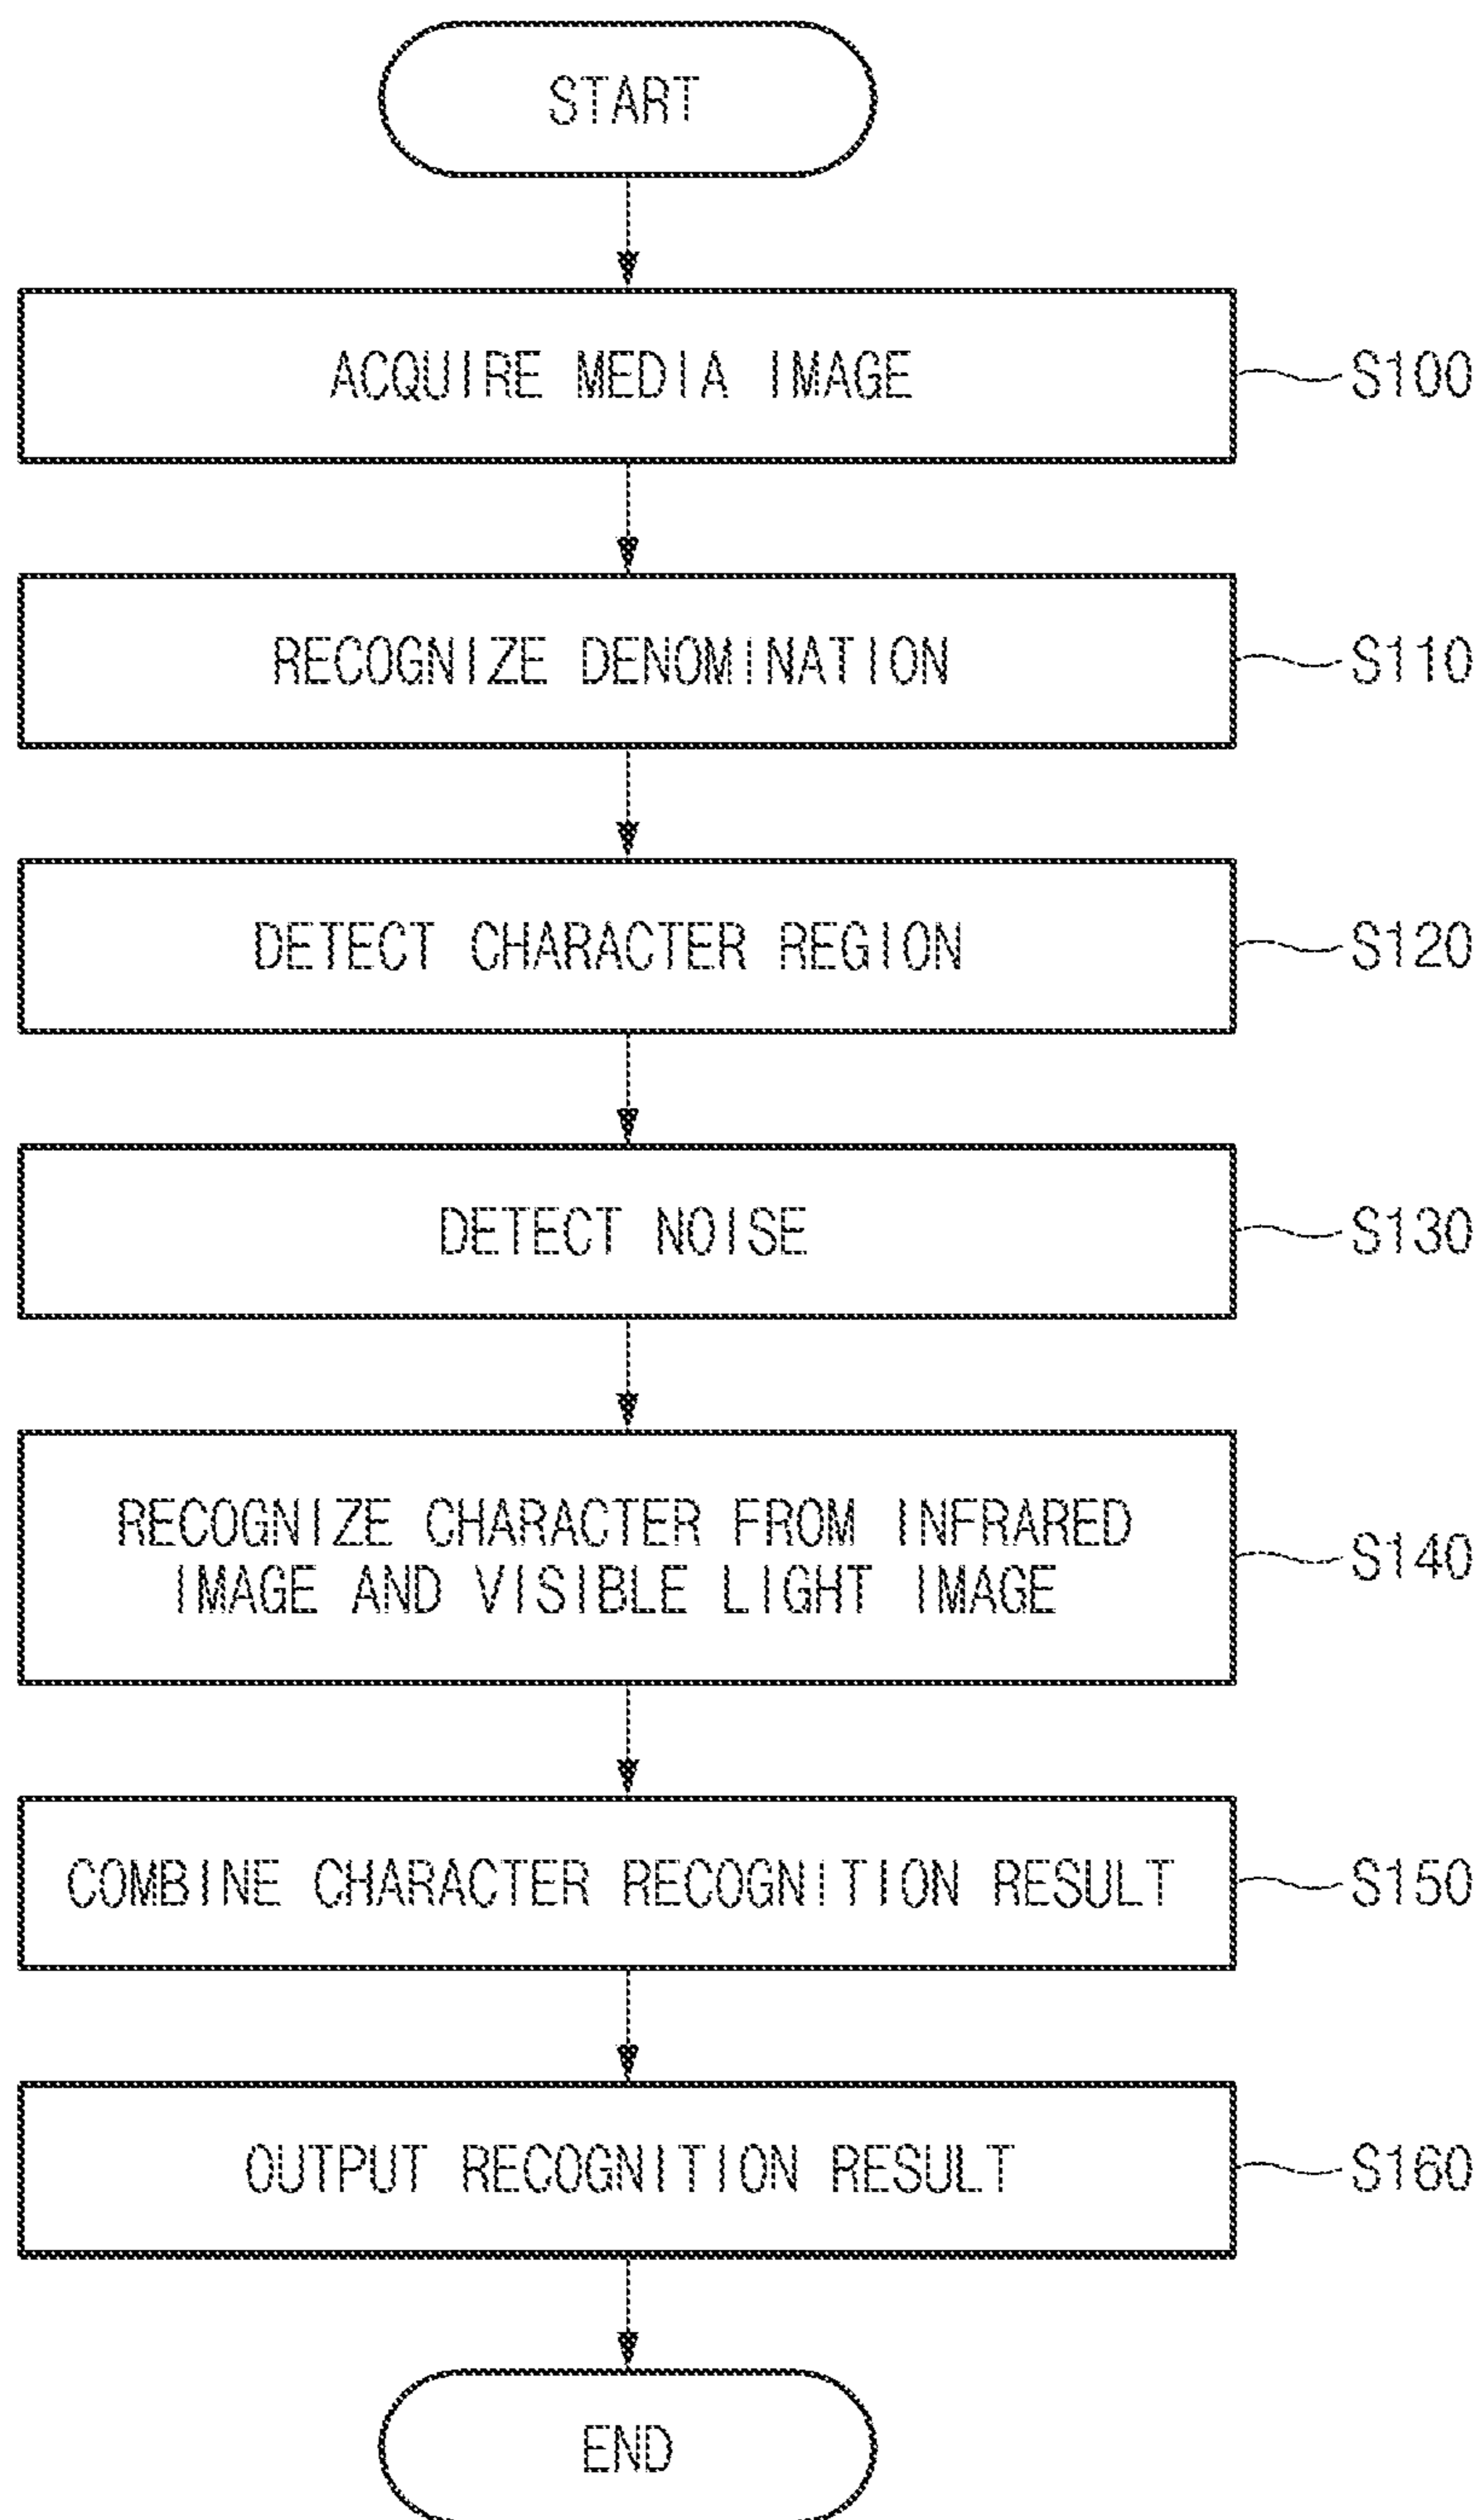 START
ACQUIRE MEDIA IMAGE
S100
RECOGNIZE DENOMINATION
S110
DETECT CHARACTER REGION
S120
DETECT NOISE
S130
RECOGNIZE CHARACTER FROM INFRARED
IMAGE AND VISIBLE LIGHT IMAGE
S140
COMBINE CHARACTER RECOGNITION RESULT
S150
OUTPUT RECOGNITION RESULT
S160
END